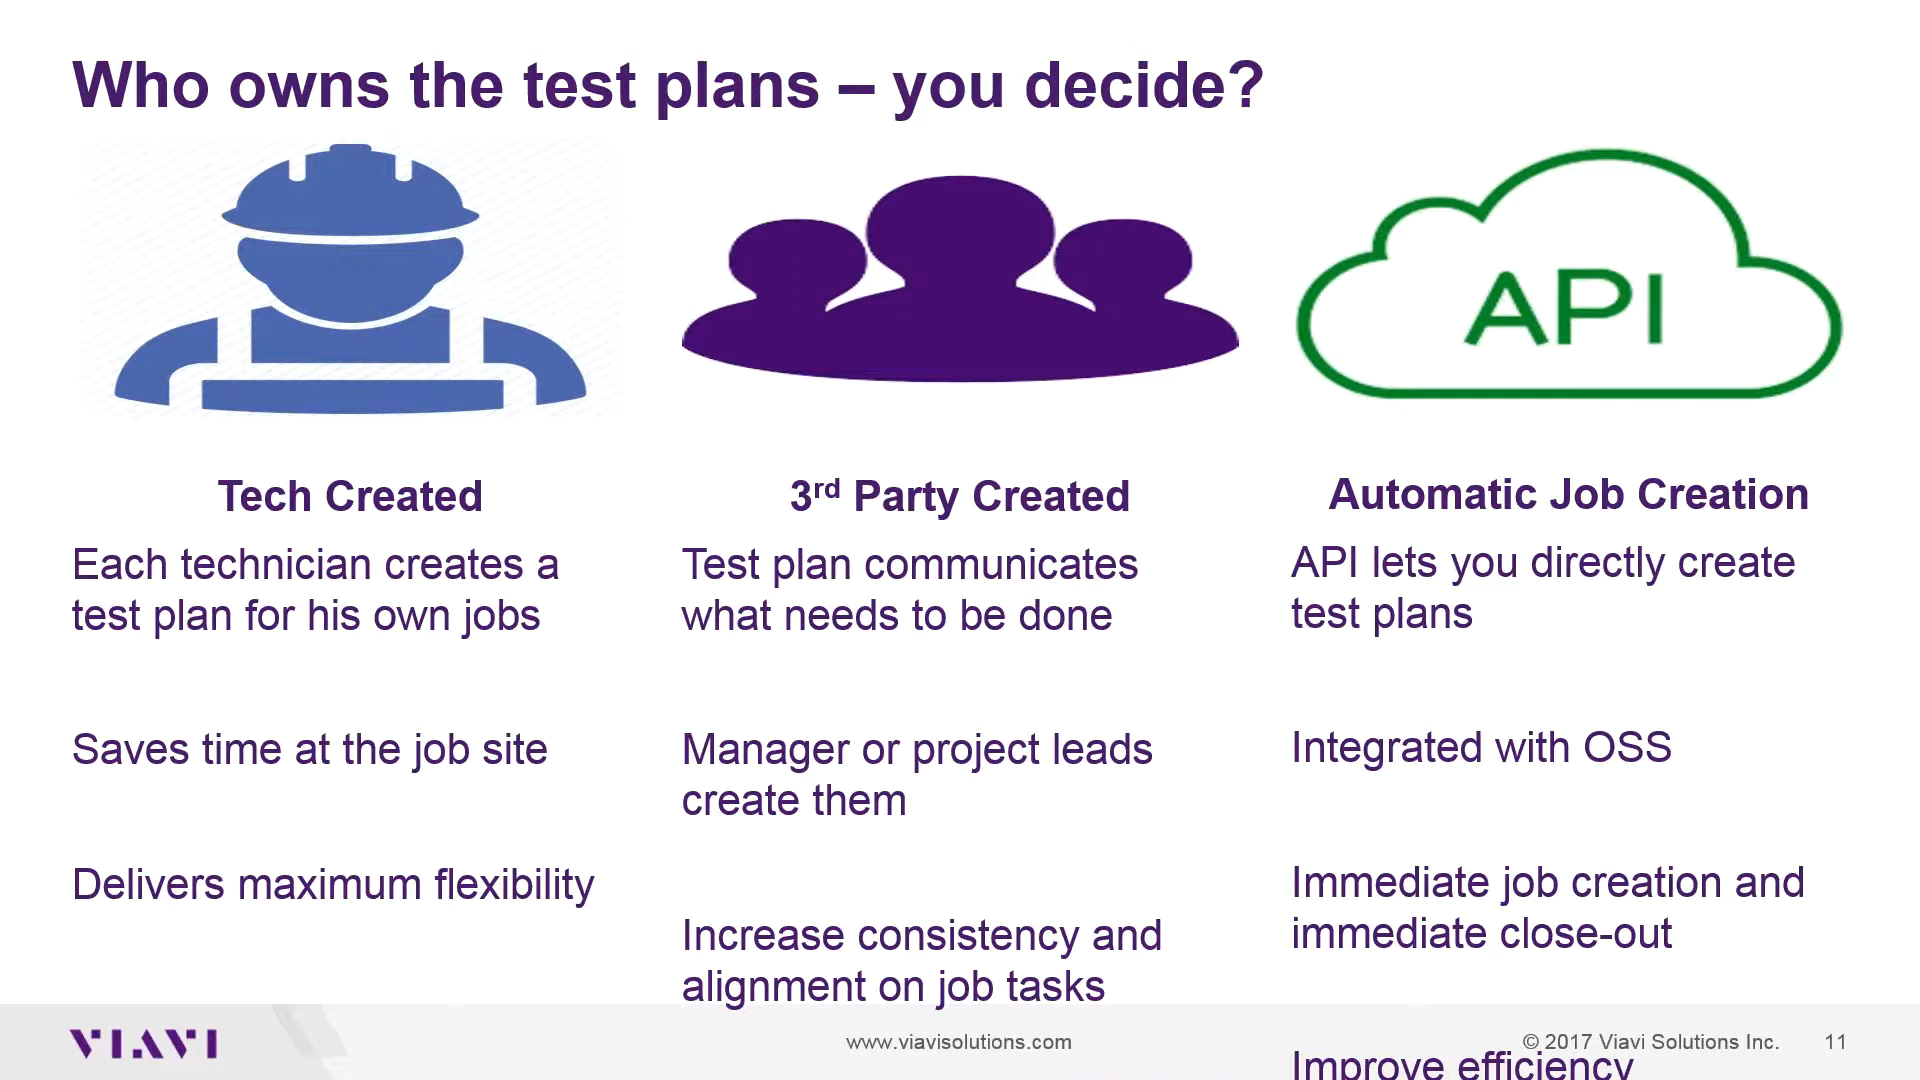 Who owns the test plans – you decide?
API
Tech Created
Each technician creates a
test plan for his own jobs
Saves time at the job site
Delivers maximum flexibility
3rd Party Created
Test plan communicates
what needs to be done
Manager or project leads
create them
Increase consistency and
alignment on job tasks
Automatic Job Creation
API lets you directly create
test plans
Integrated with OSS
Immediate job creation and
immediate close-out
Improve efficiency
VIAVI
www.viavisolutions.com
© 2017 Viavi Solutions Inc.
11